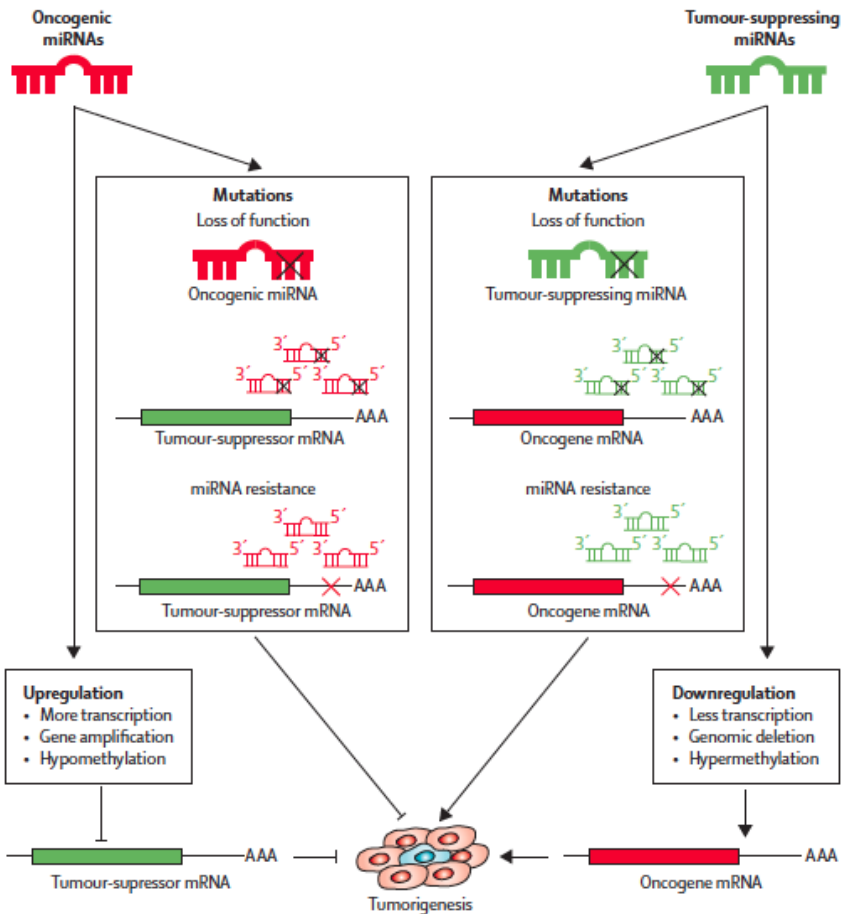 Oncogenic
miRNAs
Tumour-suppressing
miRNAs
Mutations
Loss of function
Oncogenic miRNA
3´ 5´
3´ 5´ 3´ 5´
AAA
Tumour-suppressor mRNA
miRNA resistance
3´ 5´
3´ 5´ 3´ 5´
AAA
Tumour-suppressor mRNA
Mutations
Loss of function
Tumour-suppressing miRNA
3´ 5´
3´ 5´ 3´ 5´
AAA
Oncogene mRNA
miRNA resistance
3´ 5´
3´ 5´ 3´ 5´
AAA
Oncogene mRNA
Upregulation
• More transcription
• Gene amplification
• Hypomethylation
Downregulation
• Less transcription
• Genomic deletion
• Hypermethylation
AAA
Tumour-supressor mRNA
Tumorigenesis
AAA
Oncogene mRNA